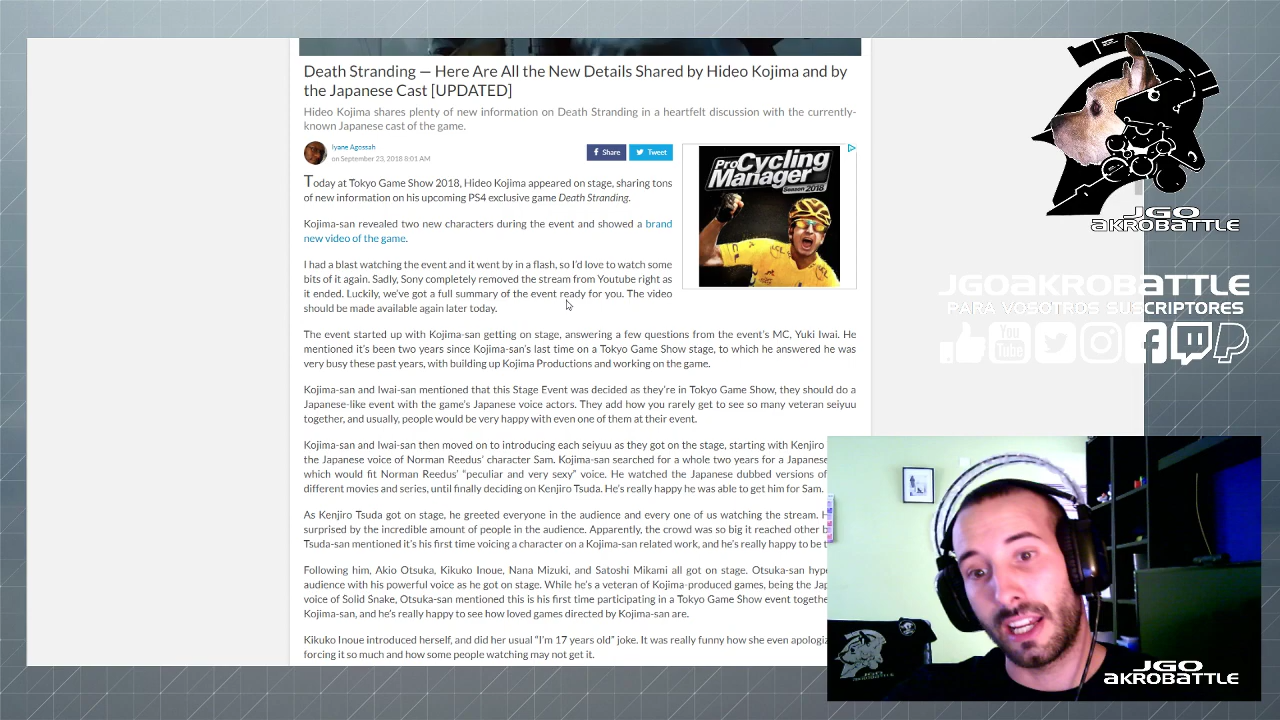 Death Stranding — Here Are All the New Details Shared by Hideo Kojima and by
the Japanese Cast [UPDATED]
Hideo Kojima shares plenty of new information on Death Stranding in a heartfelt discussion with the currently-
known Japanese cast of the game.
Iyane Agossah
on September 23, 2018 8:01 AM
Share
Tweet
Pro Cycling
Manager
Season 2018
Today at Tokyo Game Show 2018, Hideo Kojima appeared on stage, sharing tons
of new information on his upcoming PS4 exclusive game Death Stranding.
Kojima-san revealed two new characters during the event and showed a brand
new video of the game.
I had a blast watching the event and it went by in a flash, so I'd love to watch some
bits of it again. Sadly, Sony completely removed the stream from Youtube right as
it ended. Luckily, we've got a full summary of the event ready for you. The video
should be made available again later today.
The event started up with Kojima-san getting on stage, answering a few questions from the event's MC, Yuki Iwai. He
mentioned it's been two years since Kojima-san's last time on a Tokyo Game Show stage, to which he answered he was
very busy these past years, with building up Kojima Productions and working on the game.
Kojima-san and Iwai-san mentioned that this Stage Event was decided as they're in Tokyo Game Show, they should do a
Japanese-like event with the game's Japanese voice actors. They add how you rarely get to see so many veteran seiyuu
together, and usually, people would be very happy with even one of them at their event.
Kojima-san and Iwai-san then moved on to introducing each seiyuu as they got on the stage, starting with Kenjiro
the Japanese voice of Norman Reedus' character Sam. Kojima-san searched for a whole two years for a Japanese
which would fit Norman Reedus' "peculiar and very sexy" voice. He watched the Japanese dubbed versions of
different movies and series, until finally deciding on Kenjiro Tsuda. He's really happy he was able to get him for Sam.
As Kenjiro Tsuda got on stage, he greeted everyone in the audience and every one of us watching the stream. H
surprised by the incredible amount of people in the audience. Apparently, the crowd was so big it reached other b
Tsuda-san mentioned it's his first time voicing a character on a Kojima-san related work, and he's really happy to be t
Following him, Akio Otsuka, Kikuko Inoue, Nana Mizuki, and Satoshi Mikami all got on stage. Otsuka-san hyp
audience with his powerful voice as he got on stage. While he's a veteran of Kojima-produced games, being the Jap
voice of Solid Snake, Otsuka-san mentioned this is his first time participating in a Tokyo Game Show event togethe
Kojima-san, and he's really happy to see how loved games directed by Kojima-san are.
Kikuko Inoue introduced herself, and did her usual "I'm 17 years old" joke. It was really funny how she even apologiz
forcing it so much and how some people watching may not get it.
JGO
aKROBaTTLE
JGOaKROBaTTLE
PARA VOSOTROS SUSCRIPTORES
You
Tube
JGO
aKROBaTTLE